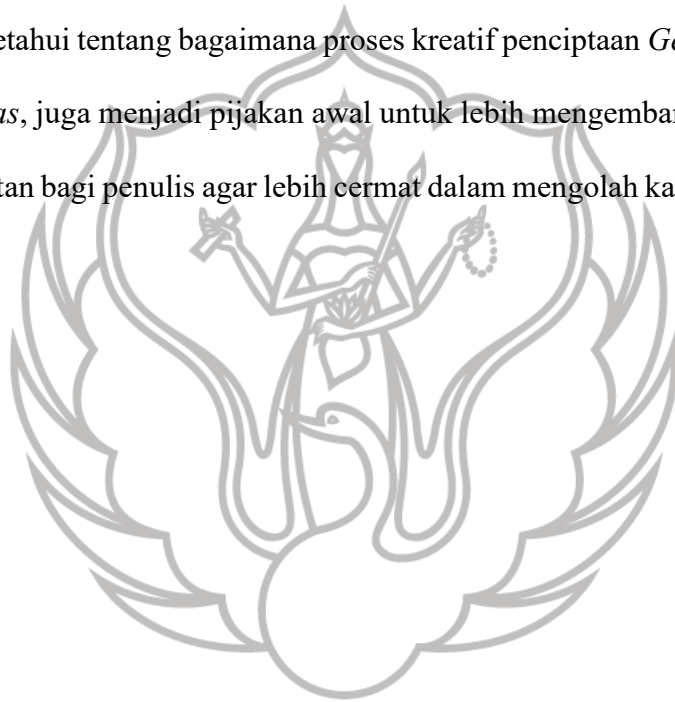 etahui tentang bagaimana proses kreatif penciptaan Ge
as, juga menjadi pijakan awal untuk lebih mengembar
tan bagi penulis agar lebih cermat dalam mengolah ka